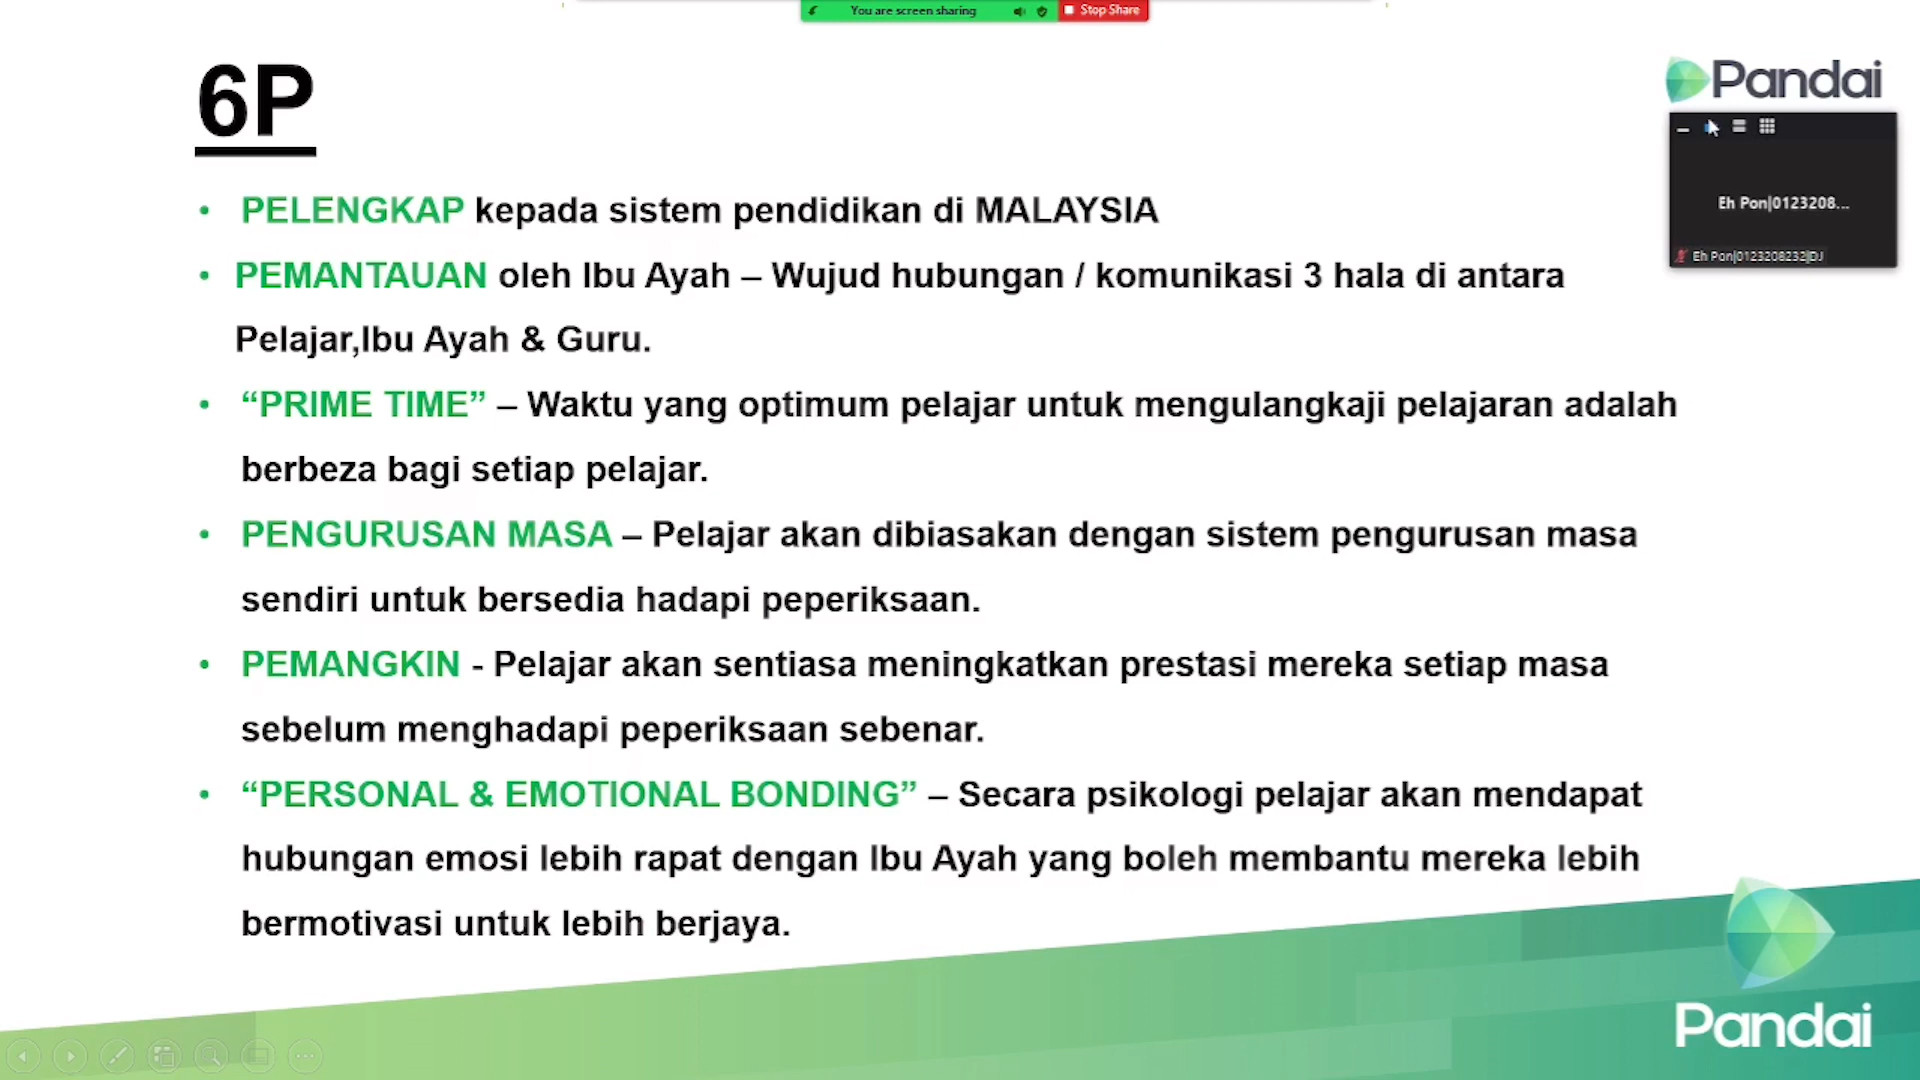 You are screen sharing
Stop Share
6P
Pandai
Eh Pon|0123208...
Eh Pon|0123208232|DJ
• PELENGKAP kepada sistem pendidikan di MALAYSIA
• PEMANTAUAN oleh Ibu Ayah – Wujud hubungan / komunikasi 3 hala di antara
Pelajar,Ibu Ayah & Guru.
• “PRIME TIME” – Waktu yang optimum pelajar untuk mengulangkaji pelajaran adalah
berbeza bagi setiap pelajar.
• PENGURUSAN MASA – Pelajar akan dibiasakan dengan sistem pengurusan masa
sendiri untuk bersedia hadapi peperiksaan.
• PEMANGKIN - Pelajar akan sentiasa meningkatkan prestasi mereka setiap masa
sebelum menghadapi peperiksaan sebenar.
• “PERSONAL & EMOTIONAL BONDING” – Secara psikologi pelajar akan mendapat
hubungan emosi lebih rapat dengan Ibu Ayah yang boleh membantu mereka lebih
bermotivasi untuk lebih berjaya.
Pandai